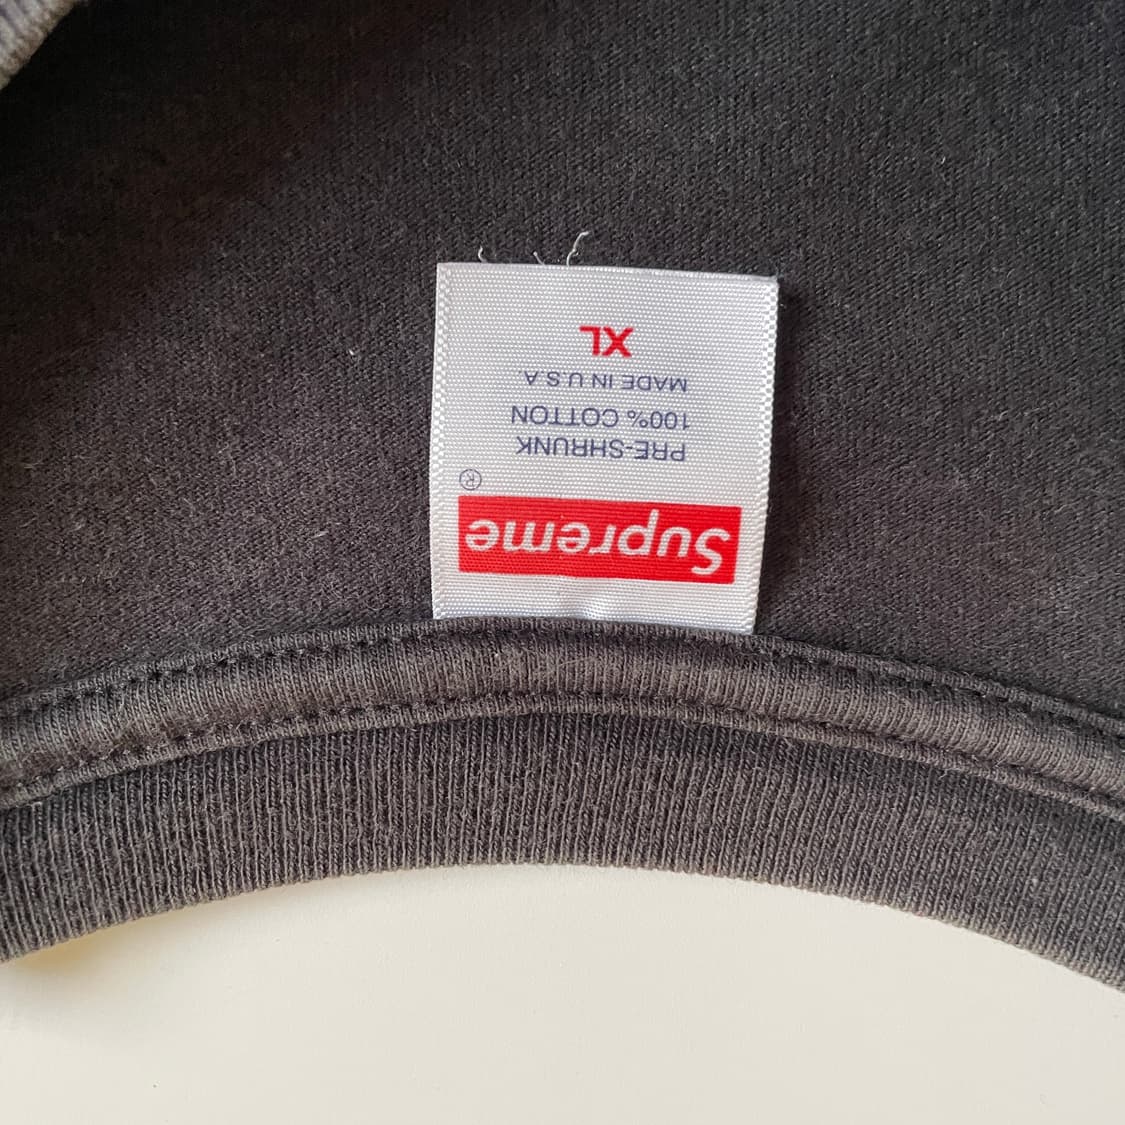 Supreme
®
PRE-SHRUNK
100% COTTON
MADE IN U.S.A
XL